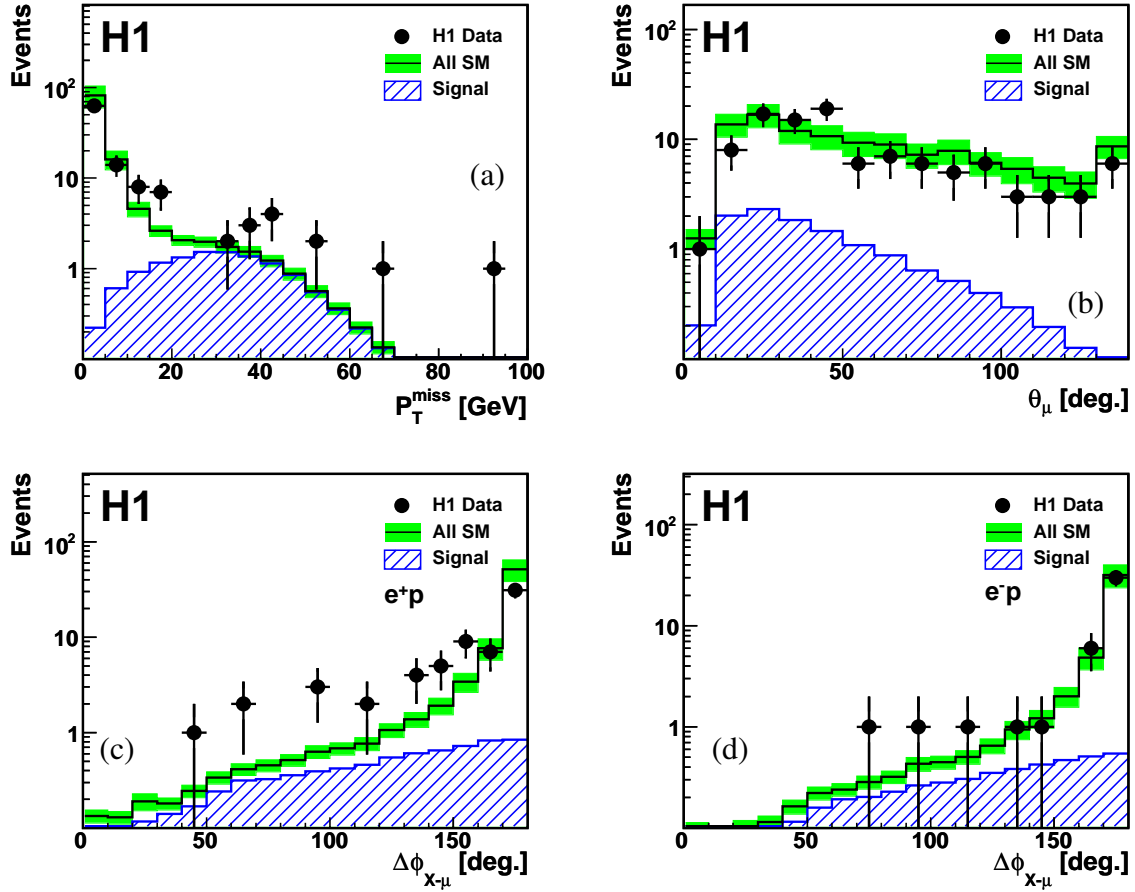 H1
Events
H1 Data
All SM
Signal
(a)
10²
10
1
0 20 40 60 80 100
P_T^miss [GeV]
H1
Events
H1 Data
All SM
Signal
(b)
10²
10
1
0 50 100
θ_μ [deg.]
H1
Events
H1 Data
All SM
Signal
e⁺p
(c)
10²
10
1
0 50 100 150
Δϕ_X-μ [deg.]
H1
Events
H1 Data
All SM
Signal
e⁻p
(d)
10²
10
1
0 50 100 150
Δϕ_X-μ [deg.]